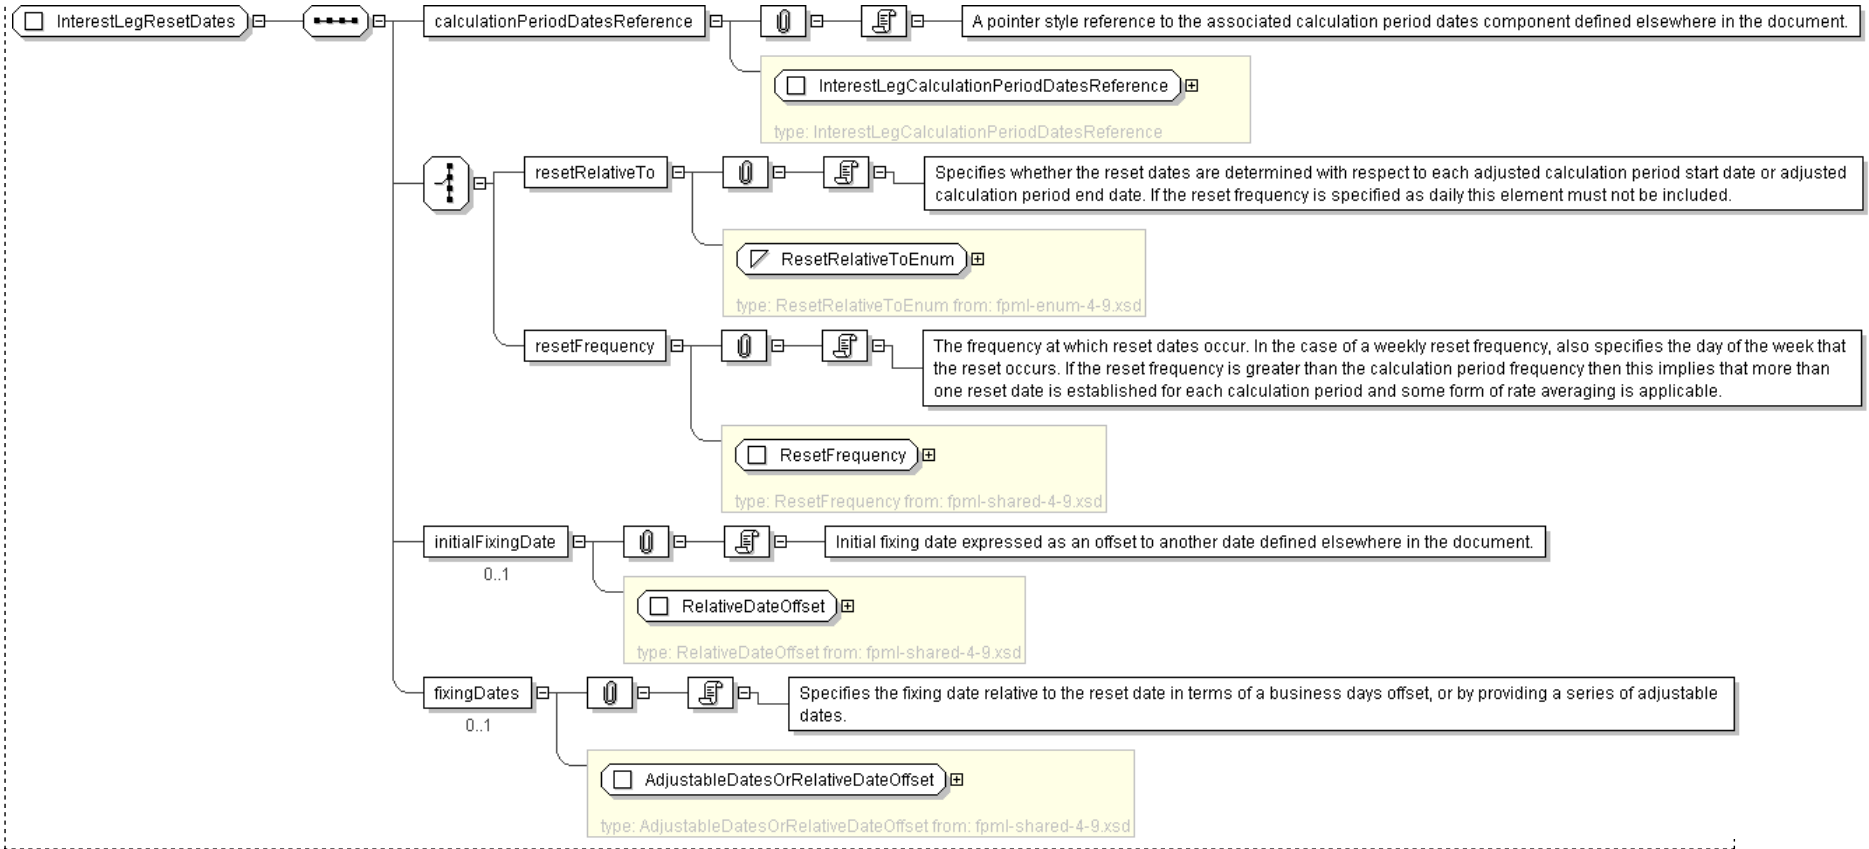 InterestLegResetDates
calculationPeriodDatesReference
A pointer style reference to the associated calculation period dates component defined elsewhere in the document.
InterestLegCalculationPeriodDatesReference
type: InterestLegCalculationPeriodDatesReference
resetRelativeTo
Specifies whether the reset dates are determined with respect to each adjusted calculation period start date or adjusted
calculation period end date. If the reset frequency is specified as daily this element must not be included.
ResetRelativeToEnum
type: ResetRelativeToEnum from: fpml-enum-4-9.xsd
resetFrequency
The frequency at which reset dates occur. In the case of a weekly reset frequency, also specifies the day of the week that
the reset occurs. If the reset frequency is greater than the calculation period frequency then this implies that more than
one reset date is established for each calculation period and some form of rate averaging is applicable.
ResetFrequency
type: ResetFrequency from: fpml-shared-4-9.xsd
initialFixingDate
Initial fixing date expressed as an offset to another date defined elsewhere in the document.
0..1
RelativeDateOffset
type: RelativeDateOffset from: fpml-shared-4-9.xsd
fixingDates
Specifies the fixing date relative to the reset date in terms of a business days offset, or by providing a series of adjustable
dates.
0..1
AdjustableDatesOrRelativeDateOffset
type: AdjustableDatesOrRelativeDateOffset from: fpml-shared-4-9.xsd